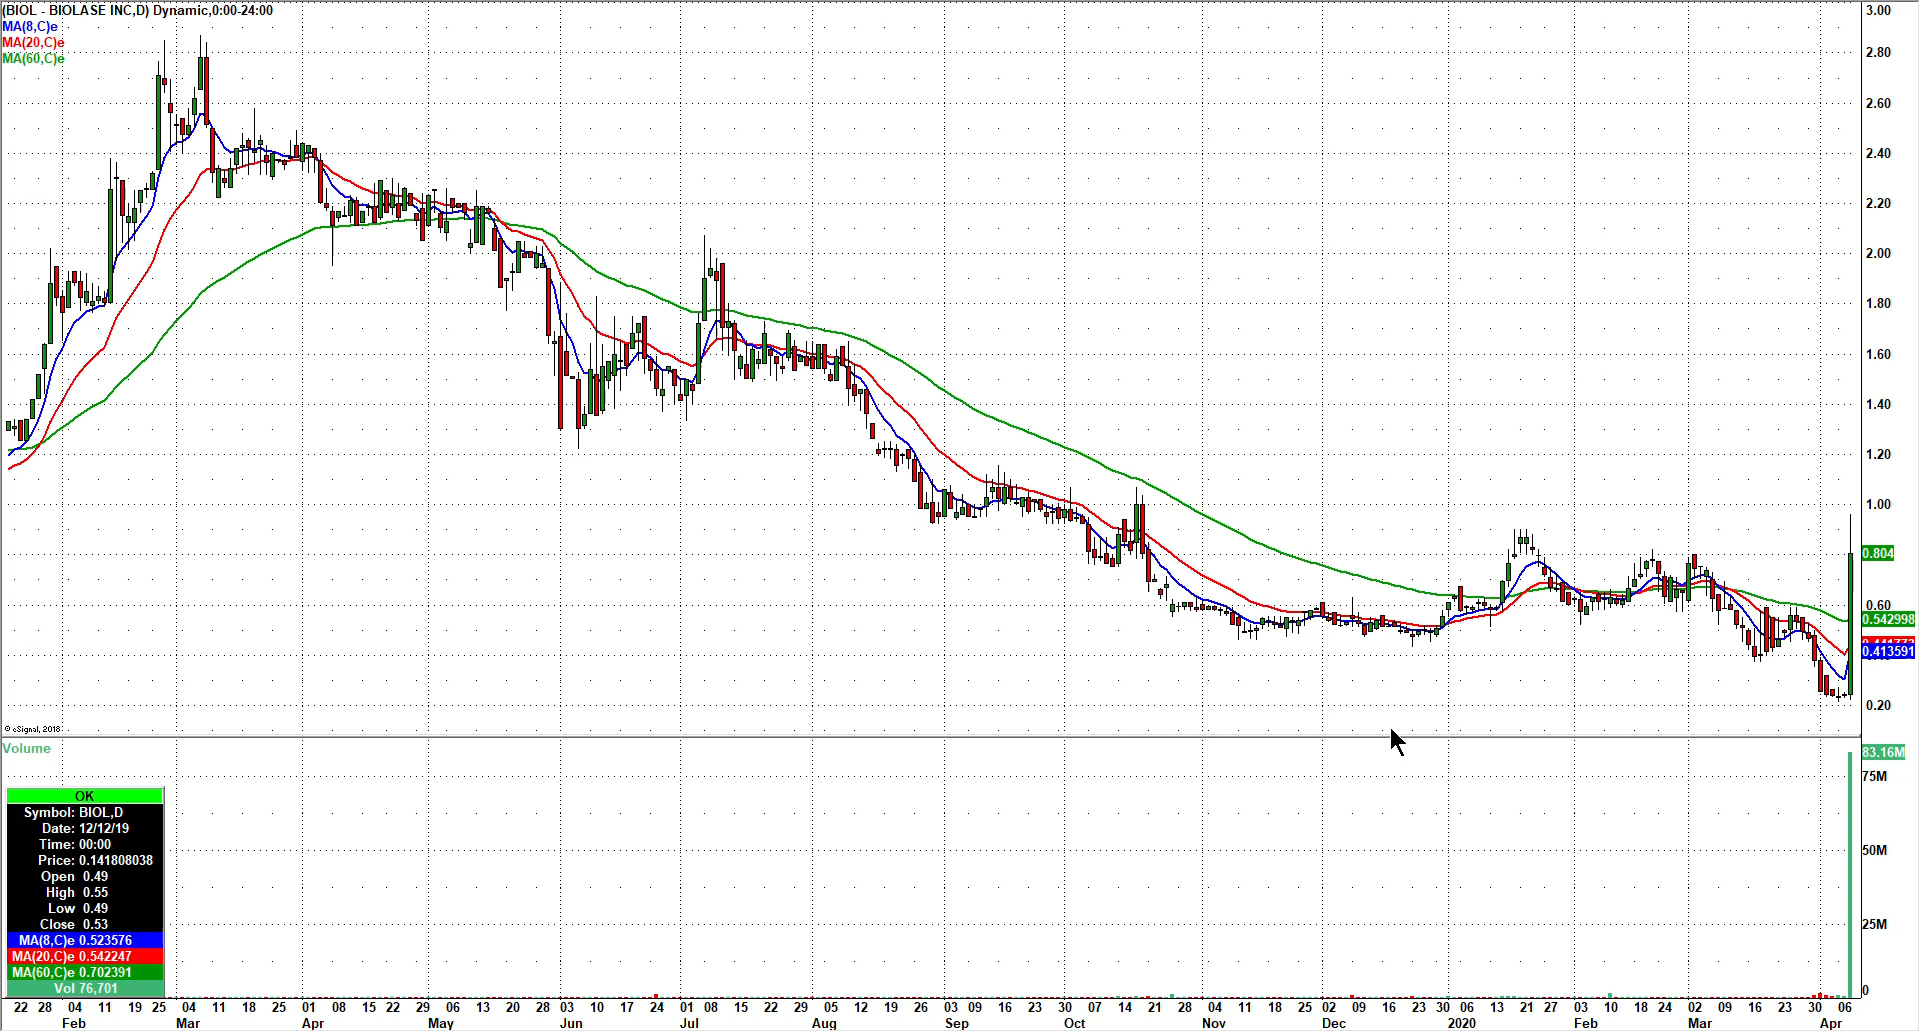 (BIOL - BIOLASE INC,D) Dynamic,0:00-24:00
MA(8,C)e
MA(20,C)e
MA(60,C)e
3.00
2.80
2.60
2.40
2.20
2.00
1.80
1.60
1.40
1.20
1.00
0.804
0.60
0.542998
0.413591
0.20
© eSignal, 2018
Volume
83.16M
75M
50M
25M
0
OK
Symbol: BIOL,D
Date: 12/12/19
Time: 00:00
Price: 0.141808038
Open 0.49
High 0.55
Low 0.49
Close 0.53
MA(8,C)e 0.523576
MA(20,C)e 0.542247
MA(60,C)e 0.702391
Vol 76,701
22 28 04 11 19 25 04 11 18 25 01 08 15 22 29 06 13 20 28 03 10 17 24 01 08 15 22 29 05 12 19 26 03 09 16 23 30 07 14 21 28 04 11 18 25 02 09 16 23 30 06 13 21 27 03 10 18 24 02 09 16 23 30 06
Feb Mar Apr May Jun Jul Aug Sep Oct Nov Dec 2020 Feb Mar Apr